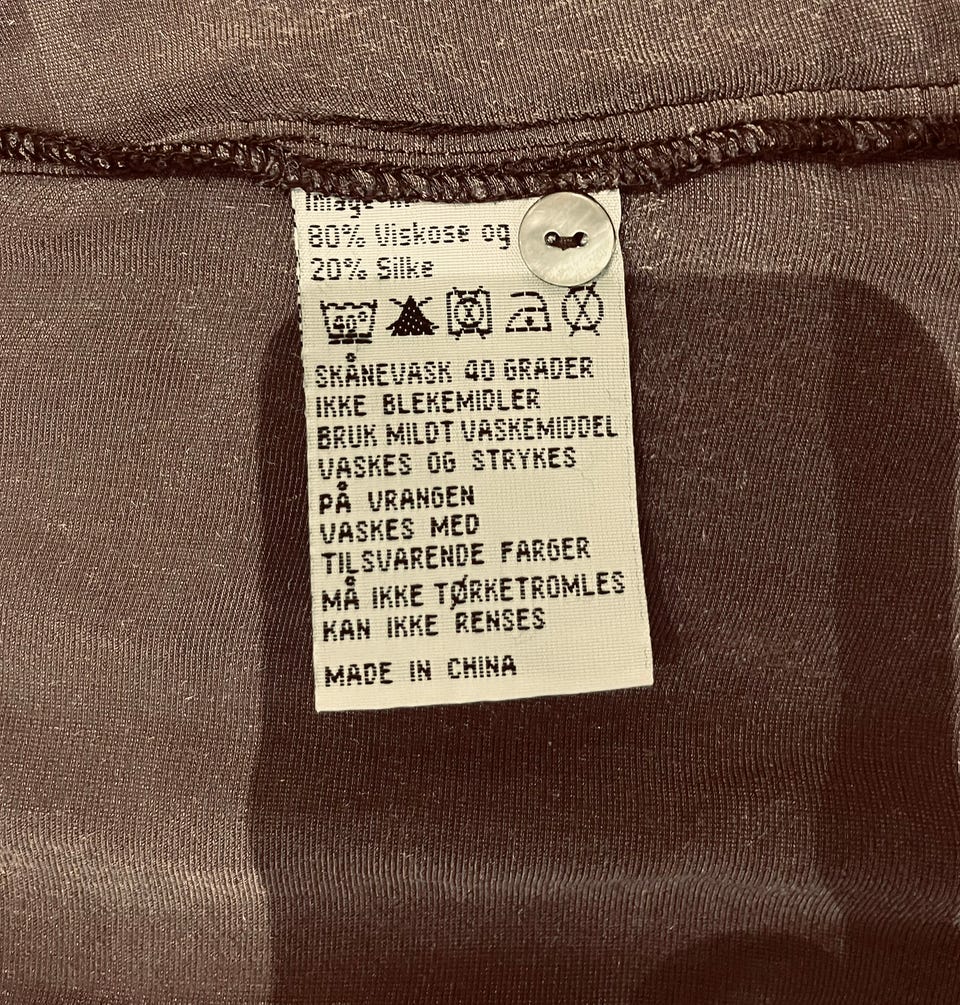 80% Viskose og
20% Silke
40°
SKÅNEVASK 40 GRADER
IKKE BLEKEMIDLER
BRUK MILDT VASKEMIDDEL
VASKES OG STRYKES
PÅ VRANGEN
VASKES MED
TILSVARENDE FARGER
MÅ IKKE TØRKETROMLES
KAN IKKE RENSES
MADE IN CHINA